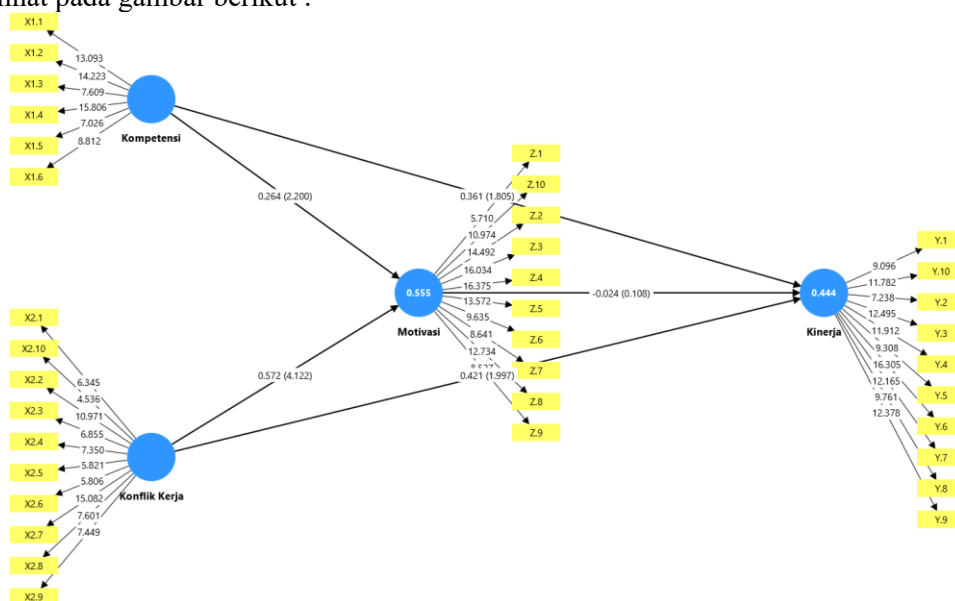 lihat pada gambar berikut :
X1.1
X1.2
X1.3
X1.4
X1.5
X1.6
13.093
14.223
7.609
15.806
7.026
8.812
Kompetensi
0.264 (2.200)
0.361 (1.805)
Z.1
Z.10
Z.2
Z.3
Z.4
Z.5
Z.6
Z.7
Z.8
Z.9
5.710
10.974
14.492
16.034
16.375
13.572
9.635
8.641
12.734
0.555
Motivasi
-0.024 (0.108)
0.444
Kinerja
Y.1
Y.10
Y.2
Y.3
Y.4
Y.5
Y.6
Y.7
Y.8
Y.9
9.096
11.782
7.238
12.495
11.912
9.308
16.305
12.165
9.761
12.378
X2.1
X2.10
X2.2
X2.3
X2.4
X2.5
X2.6
X2.7
X2.8
X2.9
6.345
4.536
10.971
6.855
7.350
5.821
5.806
15.082
7.601
7.449
Konflik Kerja
0.572 (4.122)
0.421 (1.997)